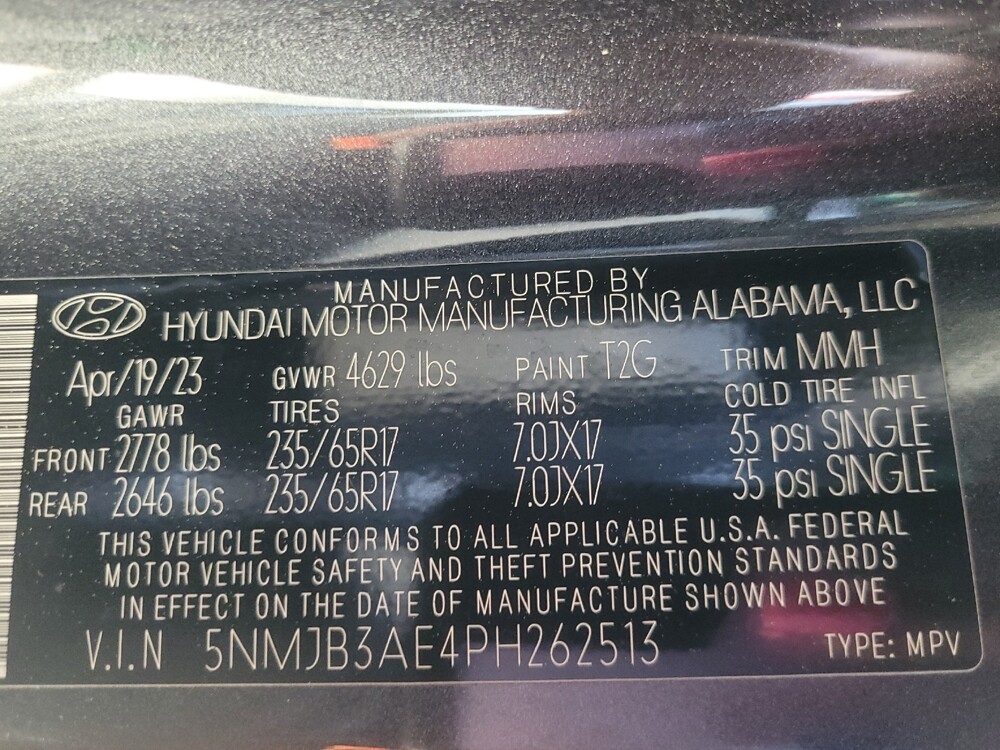 MANUFACTURED BY
HYUNDAI MOTOR MANUFACTURING ALABAMA, LLC
Apr/19/23 GVWR 4629 lbs PAINT T2G TRIM MMH
GAWR TIRES RIMS COLD TIRE INFL
FRONT 2778 lbs 235/65R17 7.0JX17 35 psi SINGLE
REAR 2646 lbs 235/65R17 7.0JX17 35 psi SINGLE
THIS VEHICLE CONFORMS TO ALL APPLICABLE U.S.A. FEDERAL
MOTOR VEHICLE SAFETY AND THEFT PREVENTION STANDARDS
IN EFFECT ON THE DATE OF MANUFACTURE SHOWN ABOVE
V.I.N 5NMJB3AE4PH262513 TYPE: MPV